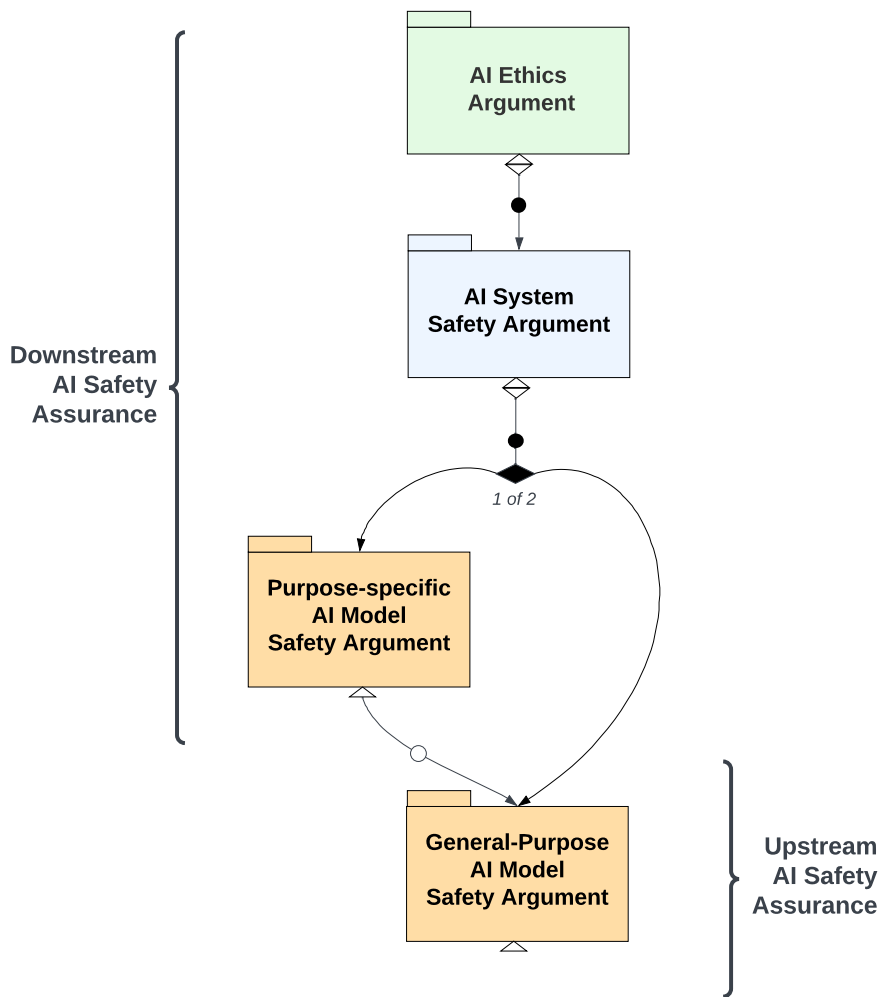 AI Ethics
Argument
AI System
Safety Argument
Downstream
AI Safety
Assurance
1 of 2
Purpose-specific
AI Model
Safety Argument
General-Purpose
AI Model
Safety Argument
Upstream
AI Safety
Assurance